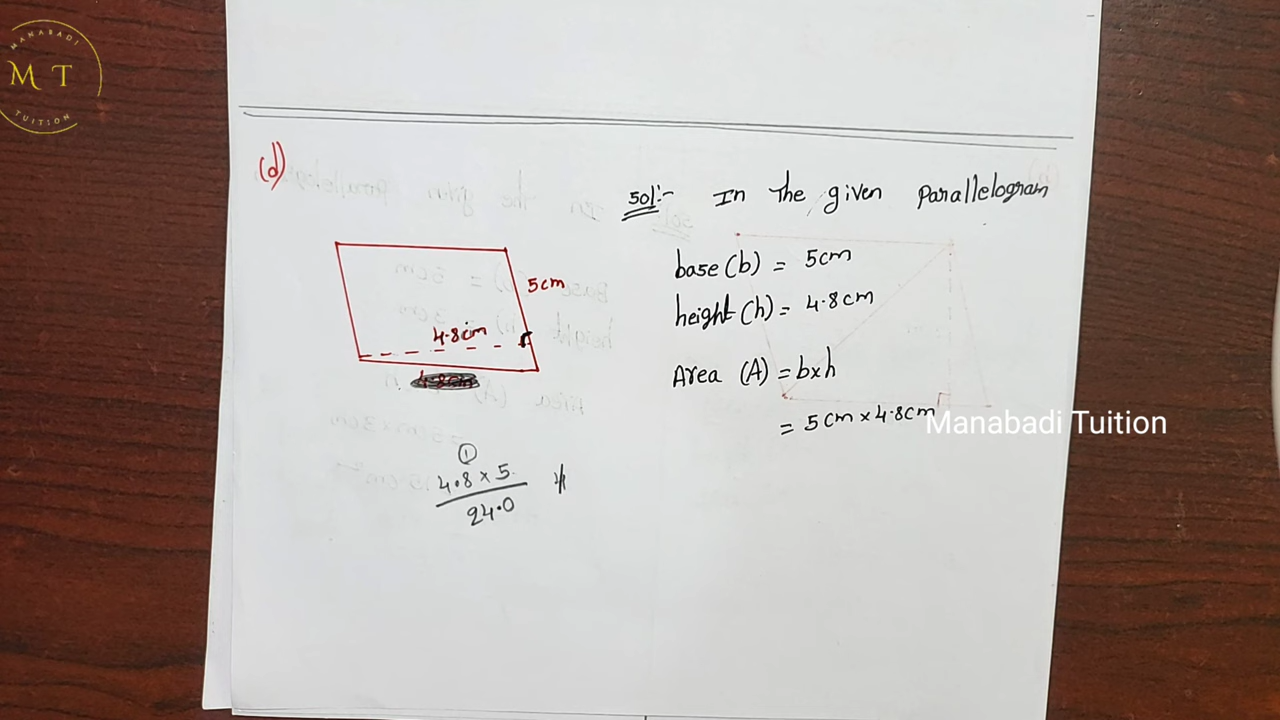 MANABADI
MT
TUITION
(d)
Sol:- In the given parallelogram
base (b) = 5cm
height (h) = 4.8cm
Area (A) = b×h
= 5cm × 4.8cm
5cm
4.8cm
①
4.8 × 5
24.0
Manabadi Tuition